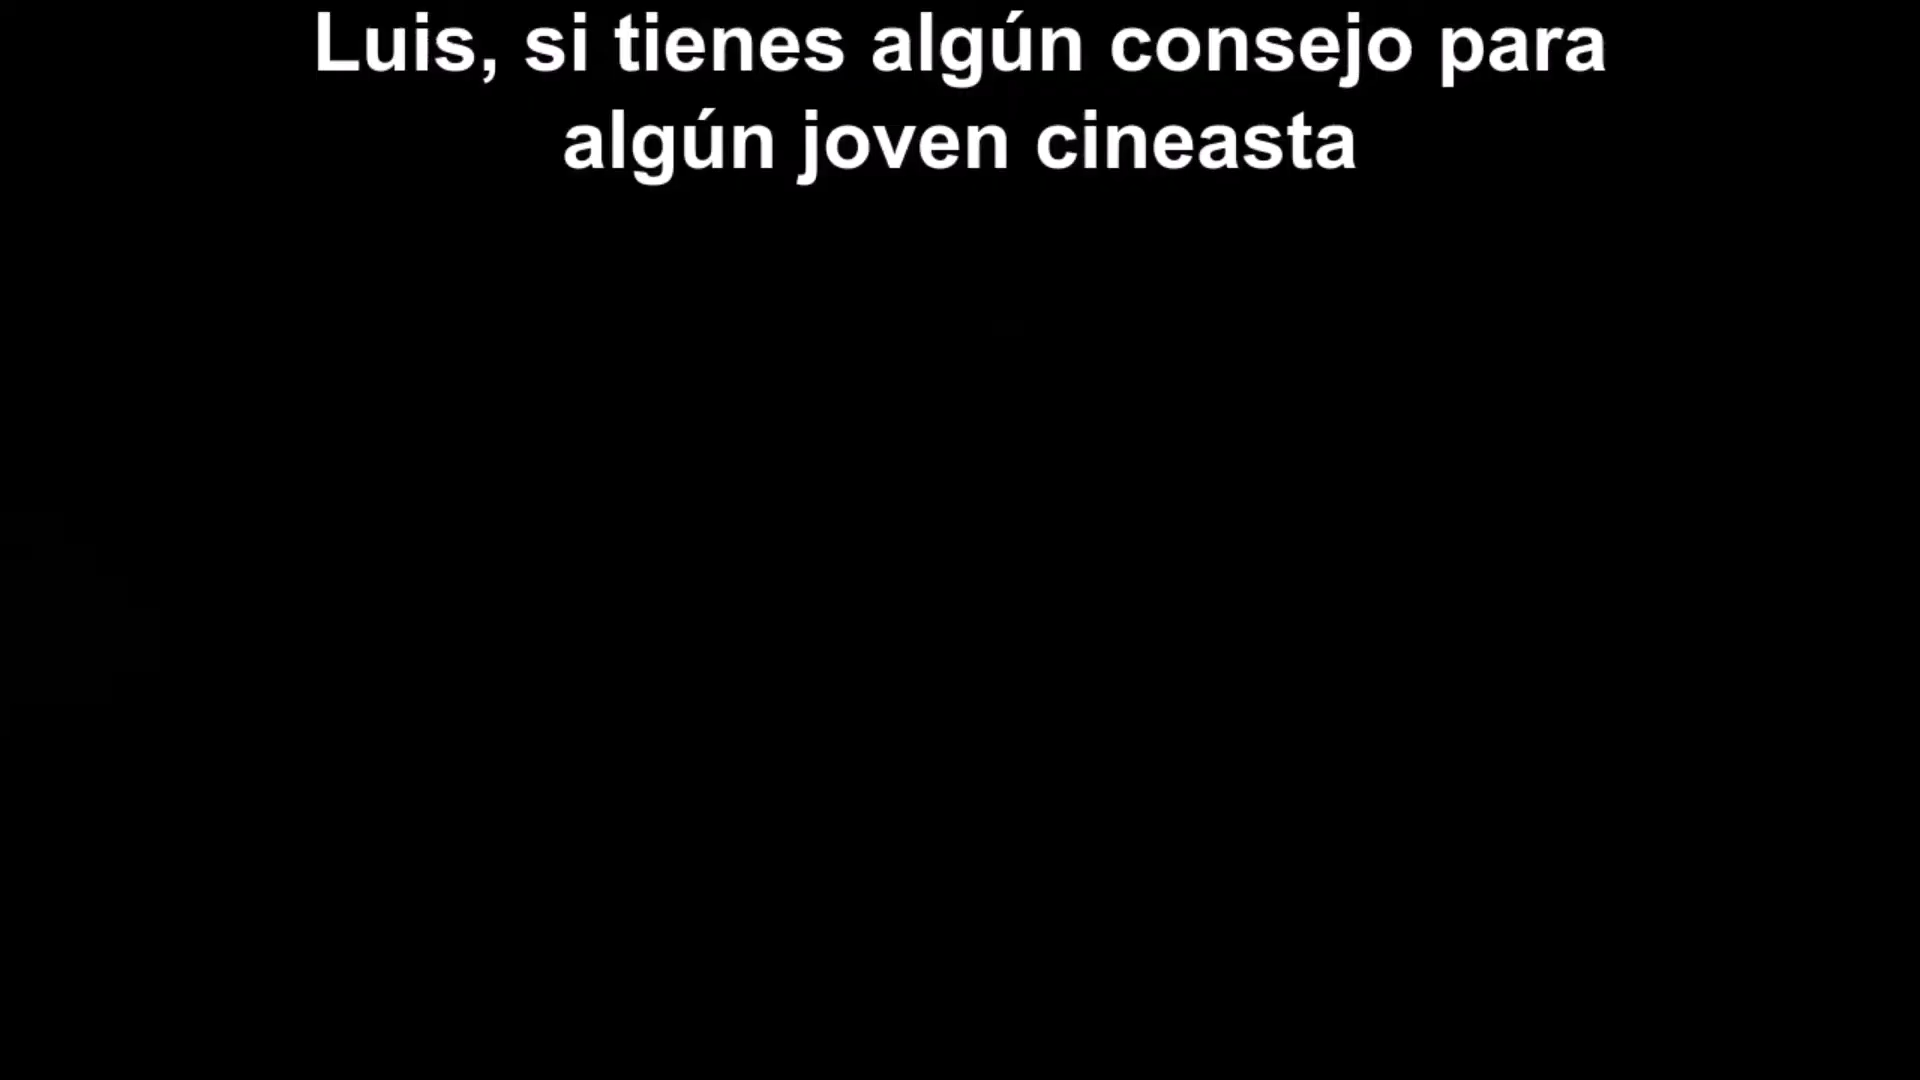 Luis, si tienes algún consejo para
algún joven cineasta